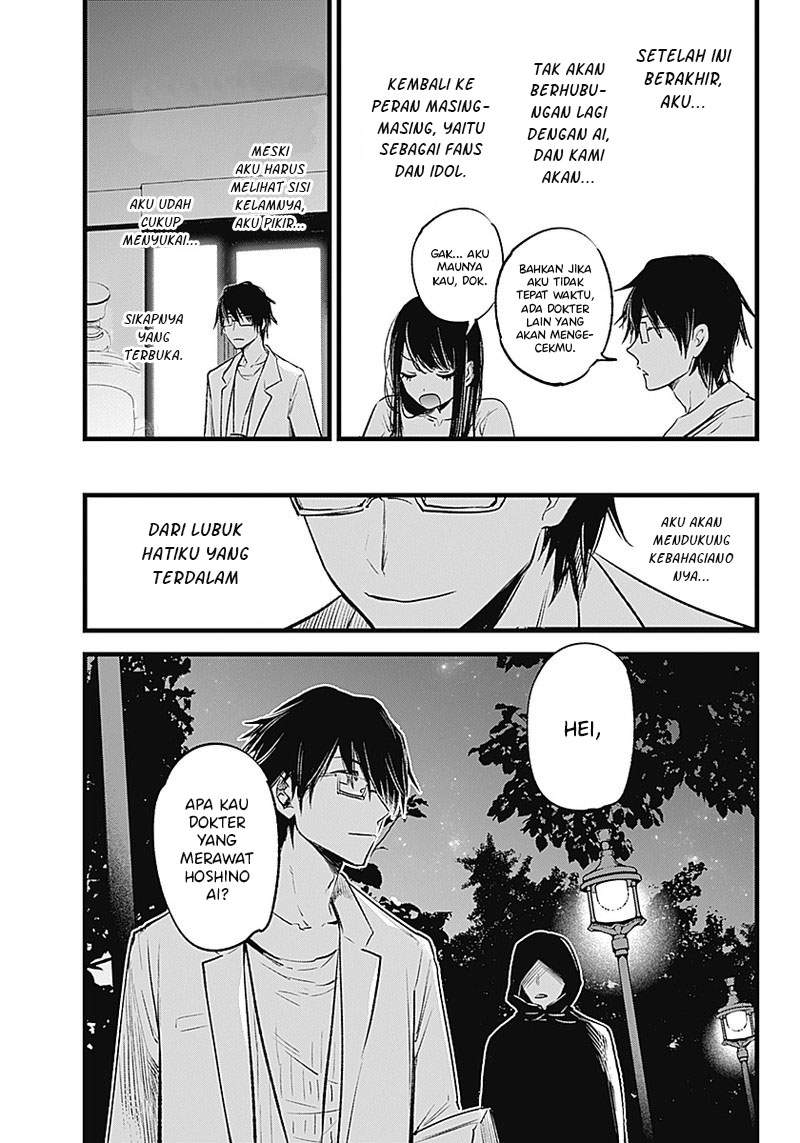 SETELAH INI
BERAKHIR,
AKU...
TAK AKAN
BERHUBU-
NGAN LAGI
DENGAN AI,
DAN KAMI
AKAN...
KEMBALI KE
PERAN MASING-
MASING, YAITU
SEBAGAI FANS
DAN IDOL.
BAHKAN JIKA
AKU TIDAK
TEPAT WAKTU,
ADA DOKTER
LAIN YANG
AKAN MENGE-
CEKMU.
GAK... AKU
MAUNYA
KAU, DOK.
MESKI
AKU HARUS
MELIHAT SISI
KELAMNYA,
AKU PIKIR...
AKU UDAH
CUKUP
MENYUKAI...
SIKAPNYA
YANG
TERBUKA.
AKU AKAN
MENDUKUNG
KEBAHAGIANO
NYA...
DARI LUBUK
HATIKU YANG
TERDALAM
HEI,
APA KAU
DOKTER
YANG
MERAWAT
HOSHINO
AI?